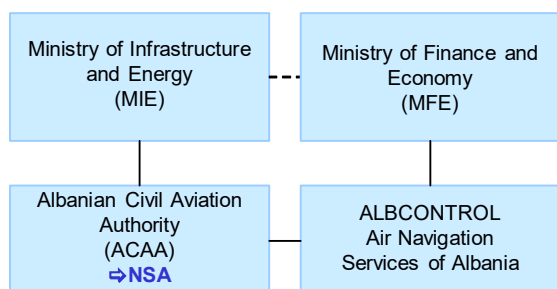 Ministry of Infrastructure
and Energy
(MIE)
Ministry of Finance and
Economy
(MFE)
Albanian Civil Aviation
Authority
(ACAA)
⇨NSA
ALBCONTROL
Air Navigation
Services of Albania